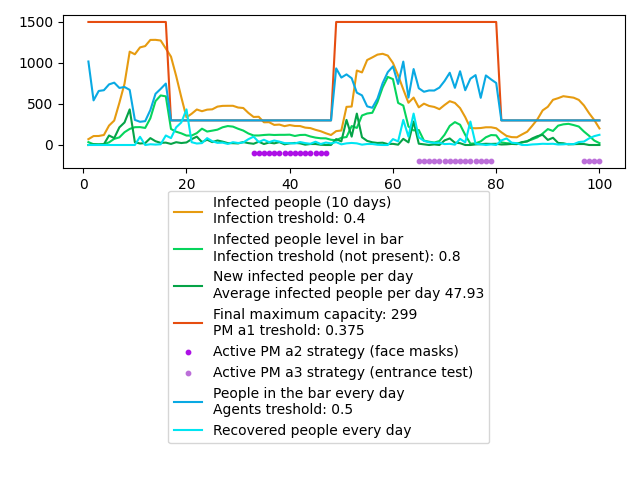 1500
1000
500
0
0 20 40 60 80 100
Infected people (10 days)
Infection treshold: 0.4
Infected people level in bar
Infection treshold (not present): 0.8
New infected people per day
Average infected people per day 47.93
Final maximum capacity: 299
PM a1 treshold: 0.375
Active PM a2 strategy (face masks)
Active PM a3 strategy (entrance test)
People in the bar every day
Agents treshold: 0.5
Recovered people every day